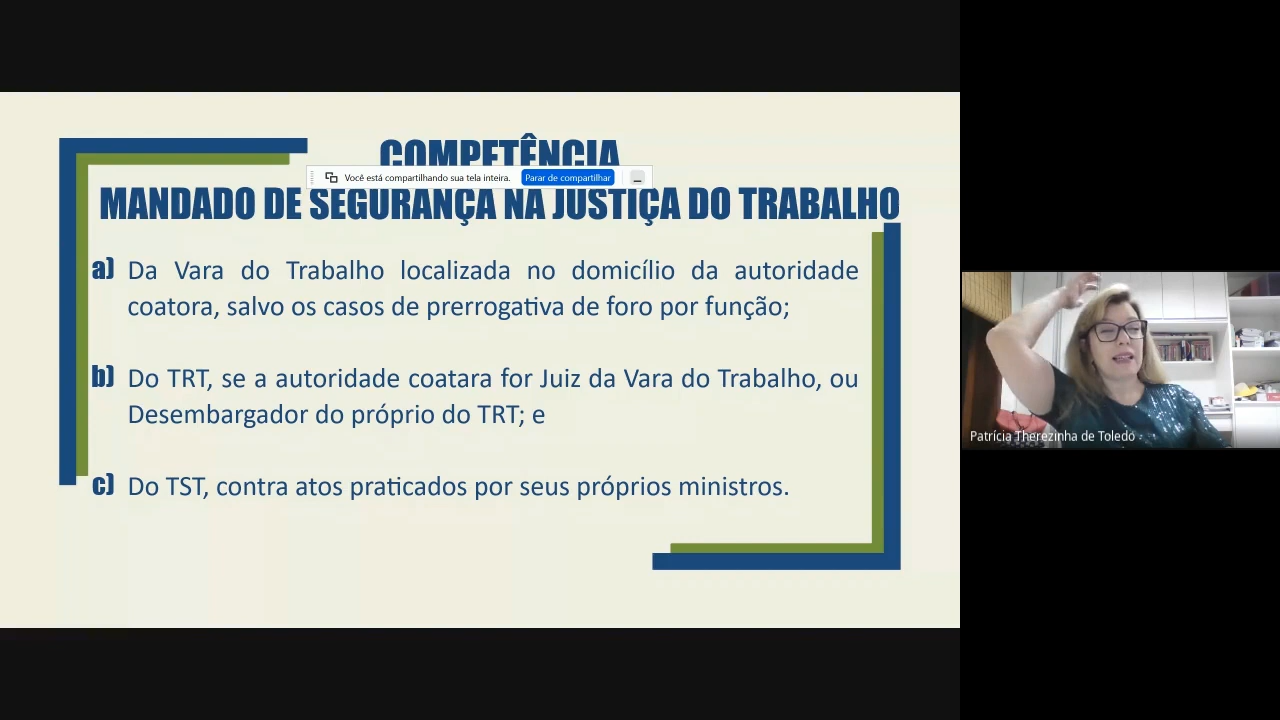 COMPETÊNCIA
Você está compartilhando sua tela inteira. Parar de compartilhar
MANDADO DE SEGURANÇA NA JUSTIÇA DO TRABALHO
a) Da Vara do Trabalho localizada no domicílio da autoridade
coatora, salvo os casos de prerrogativa de foro por função;
b) Do TRT, se a autoridade coatara for Juiz da Vara do Trabalho, ou
Desembargador do próprio do TRT; e
c) Do TST, contra atos praticados por seus próprios ministros.
Patrícia Therezinha de Toledo